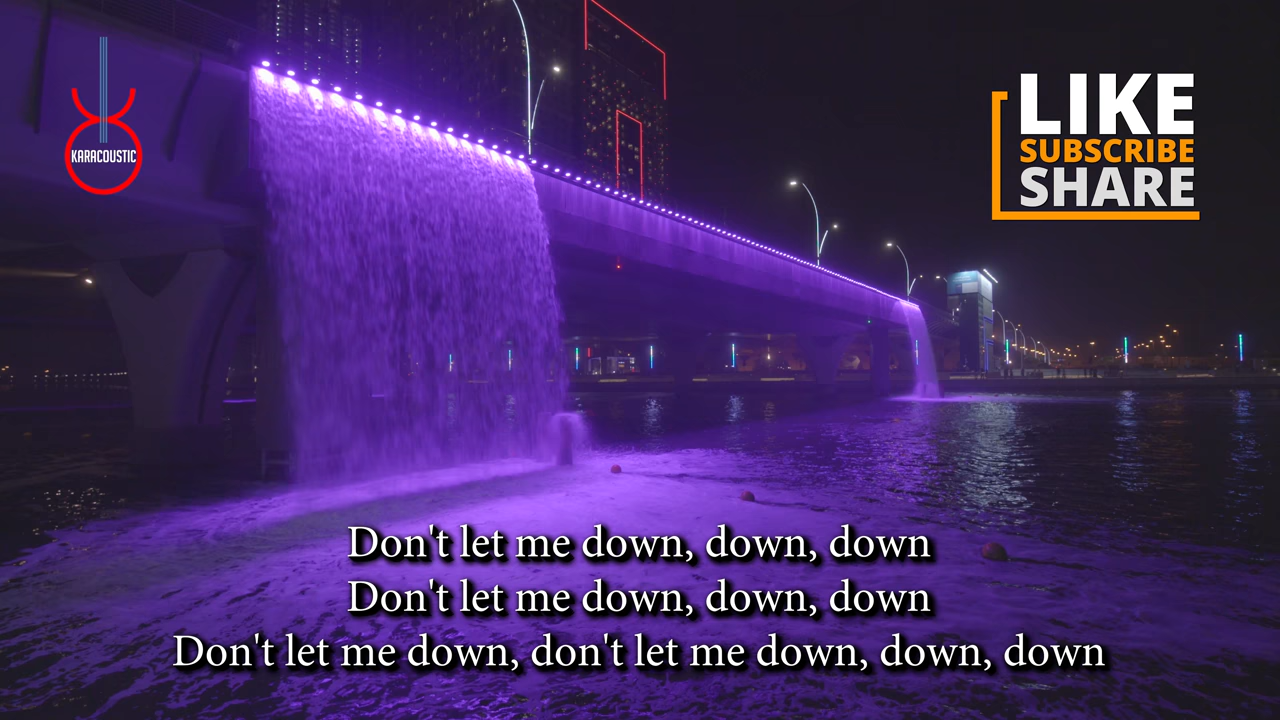 KARACOUSTIC
LIKE
SUBSCRIBE
SHARE
Don't let me down, down, down
Don't let me down, down, down
Don't let me down, don't let me down, down, down